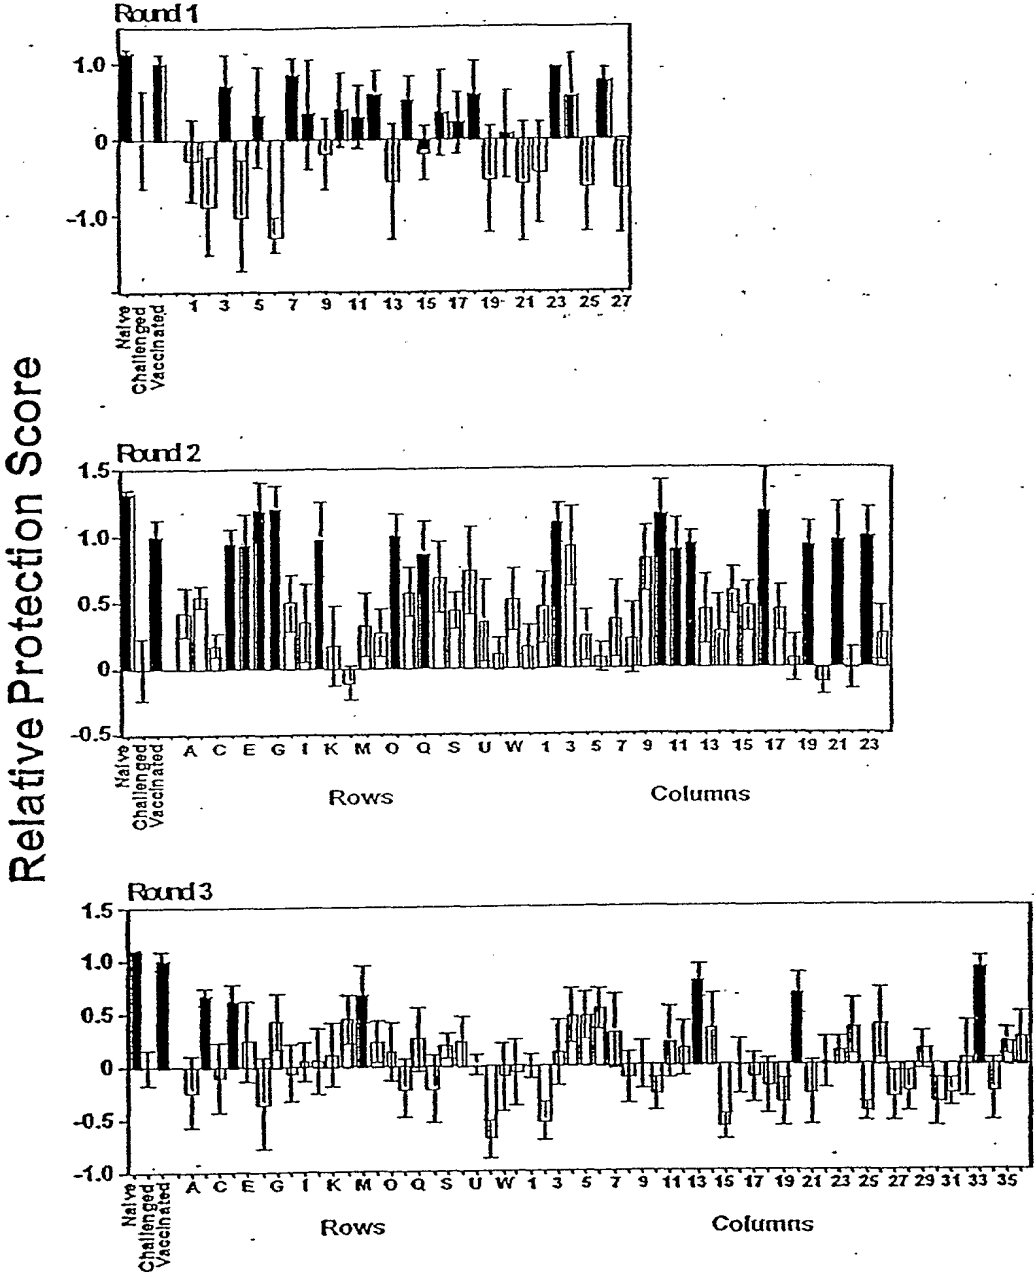 Relative Protection Score
Round 1
1.0
0
-1.0
Naive
Challenged
Vaccinated
1 3 5 7 9 11 13 15 17 19 21 23 25 27
Round 2
1.5
1.0
0.5
0
-0.5
Naive
Challenged
Vaccinated
A C E G I K M O Q S U W 1 3 5 7 9 11 13 15 17 19 21 23
Rows Columns
Round 3
1.5
1.0
0.5
0
-0.5
-1.0
Naive
Challenged
Vaccinated
A C E G I K M O Q S U W 1 3 5 7 9 11 13 15 17 19 21 23 25 27 29 31 33 35
Rows Columns